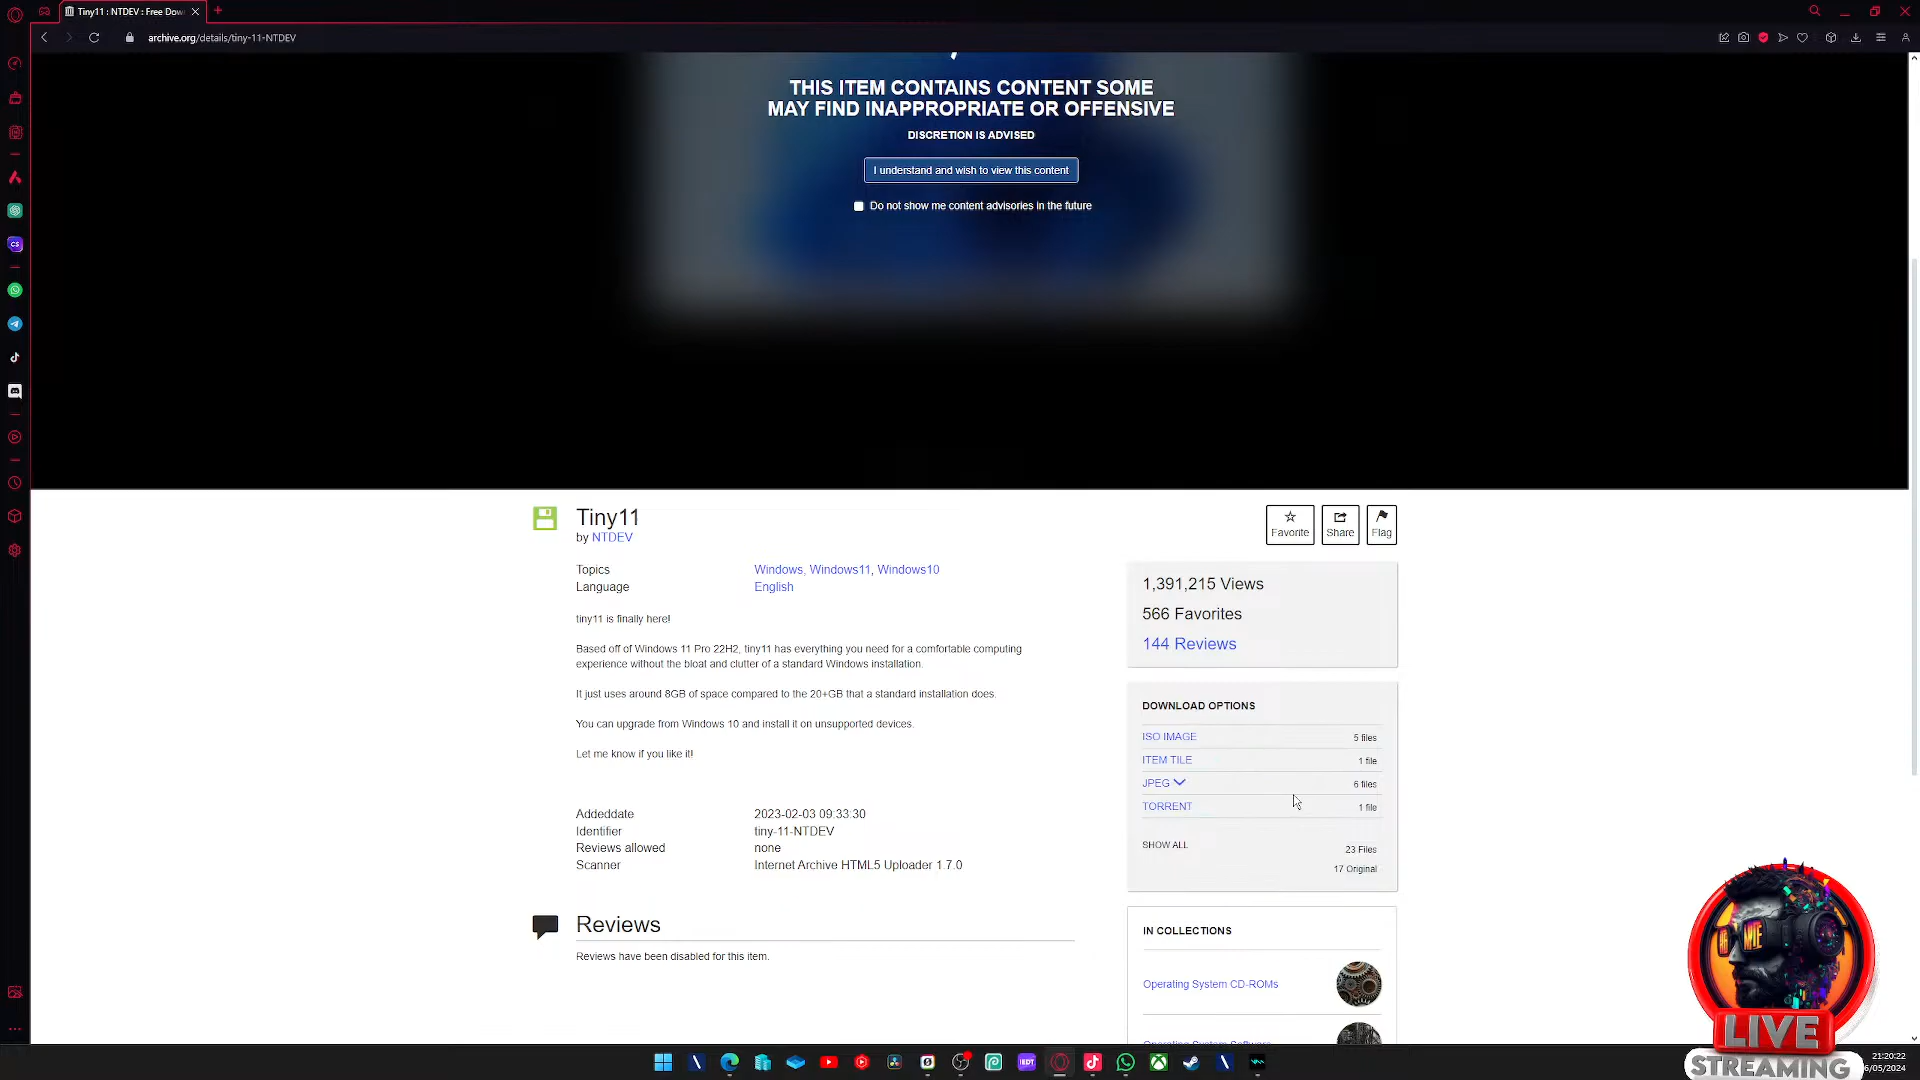 Tiny11 : NTDEV : Free Dow
archive.org/details/tiny-11-NTDEV
THIS ITEM CONTAINS CONTENT SOME
MAY FIND INAPPROPRIATE OR OFFENSIVE
DISCRETION IS ADVISED
I understand and wish to view this content
Do not show me content advisories in the future
Tiny11
by NTDEV
Favorite
Share
Flag
Topics
Windows, Windows11, Windows10
Language
English
tiny11 is finally here!
Based off of Windows 11 Pro 22H2, tiny11 has everything you need for a comfortable computing
experience without the bloat and clutter of a standard Windows installation.
It just uses around 8GB of space compared to the 20+GB that a standard installation does.
You can upgrade from Windows 10 and install it on unsupported devices.
Let me know if you like it!
Addeddate
2023-02-03 09:33:30
Identifier
tiny-11-NTDEV
Reviews allowed
none
Scanner
Internet Archive HTML5 Uploader 1.7.0
Reviews
Reviews have been disabled for this item.
1,391,215 Views
566 Favorites
144 Reviews
DOWNLOAD OPTIONS
ISO IMAGE
5 files
ITEM TILE
1 file
JPEG
6 files
TORRENT
1 file
SHOW ALL
23 Files
17 Original
IN COLLECTIONS
Operating System CD-ROMs
LIVE
STREAMING
21:20:22
6/05/2024